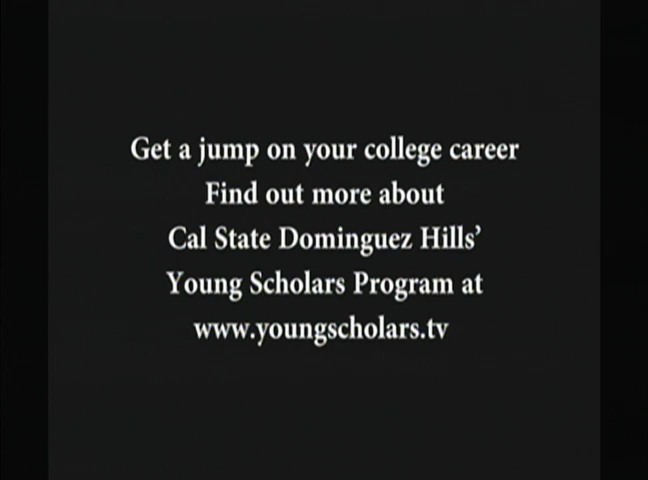 Get a jump on your college career
Find out more about
Cal State Dominguez Hills’
Young Scholars Program at
www.youngscholars.tv